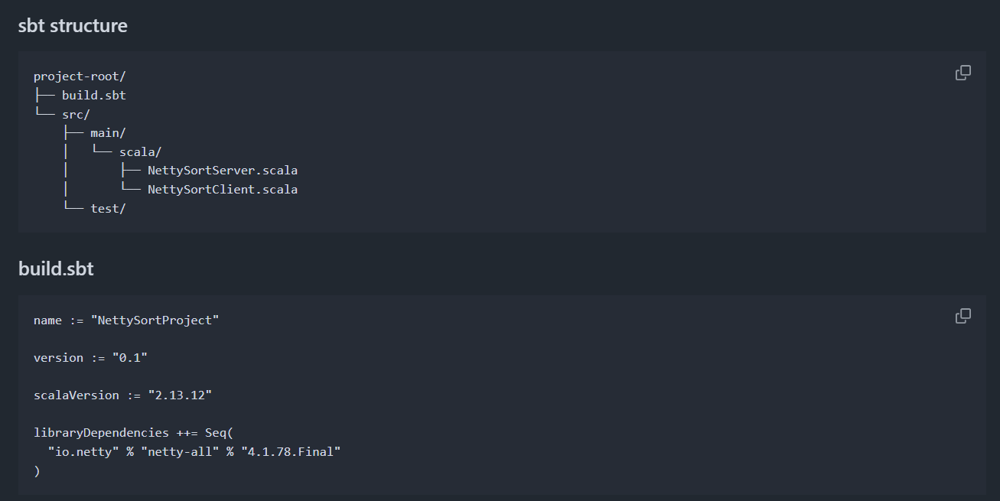 sbt structure
project-root/
├── build.sbt
└── src/
    ├── main/
    │   └── scala/
    │       ├── NettySortServer.scala
    │       └── NettySortClient.scala
    └── test/
build.sbt
name := "NettySortProject"
version := "0.1"
scalaVersion := "2.13.12"
libraryDependencies ++= Seq(
  "io.netty" % "netty-all" % "4.1.78.Final"
)